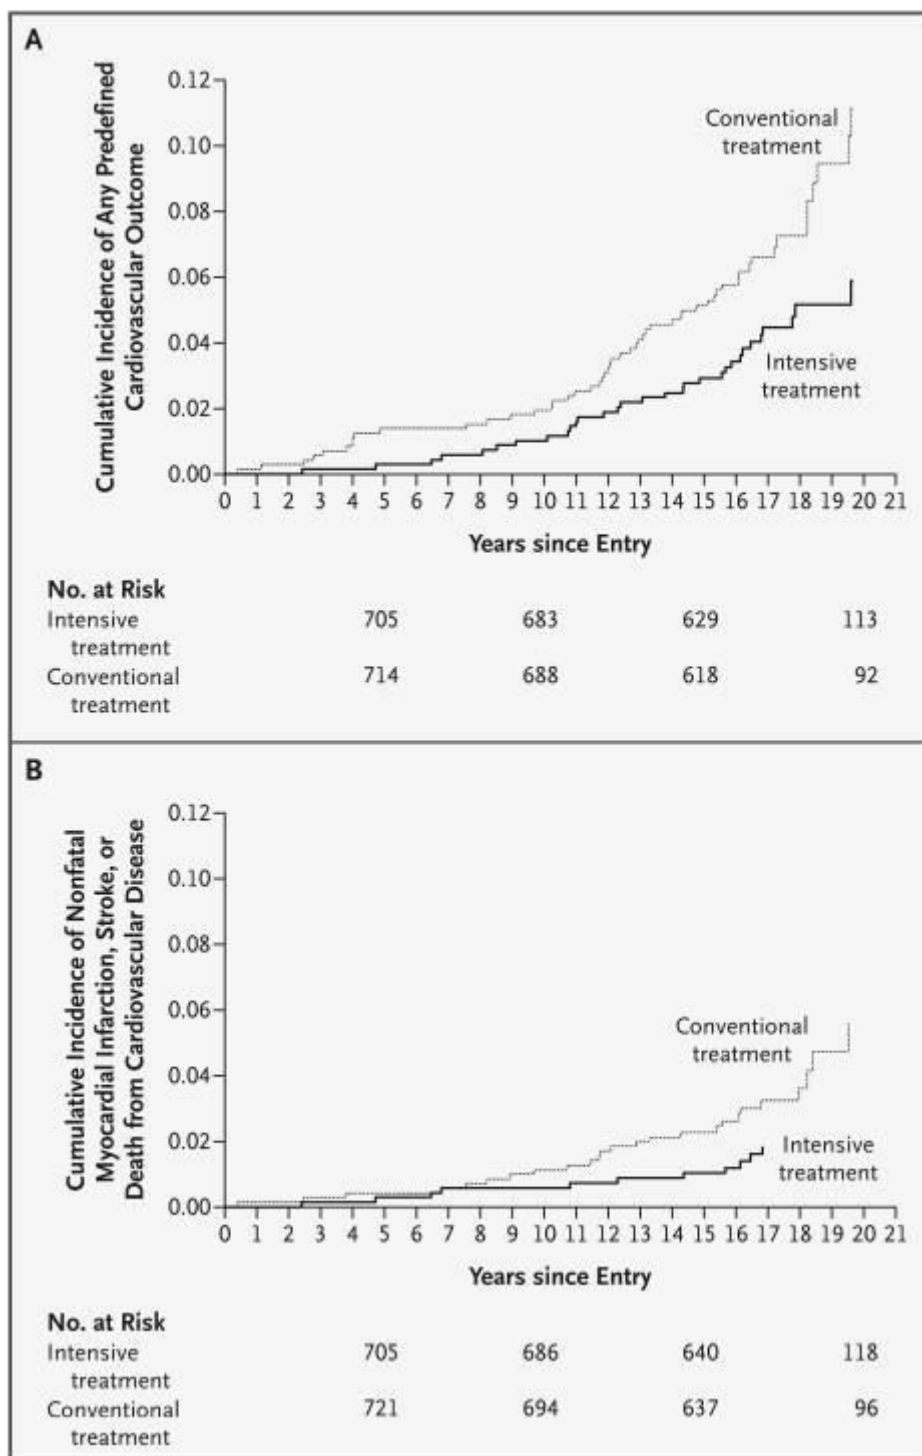 A
Cumulative Incidence of Any Predefined
Cardiovascular Outcome
0.12
0.10
0.08
0.06
0.04
0.02
0.00
Conventional
treatment
Intensive
treatment
0 1 2 3 4 5 6 7 8 9 10 11 12 13 14 15 16 17 18 19 20 21
Years since Entry
No. at Risk
Intensive
treatment
705 683 629 113
Conventional
treatment
714 688 618 92
B
Cumulative Incidence of Nonfatal
Myocardial Infarction, Stroke, or
Death from Cardiovascular Disease
0.12
0.10
0.08
0.06
0.04
0.02
0.00
Conventional
treatment
Intensive
treatment
0 1 2 3 4 5 6 7 8 9 10 11 12 13 14 15 16 17 18 19 20 21
Years since Entry
No. at Risk
Intensive
treatment
705 686 640 118
Conventional
treatment
721 694 637 96